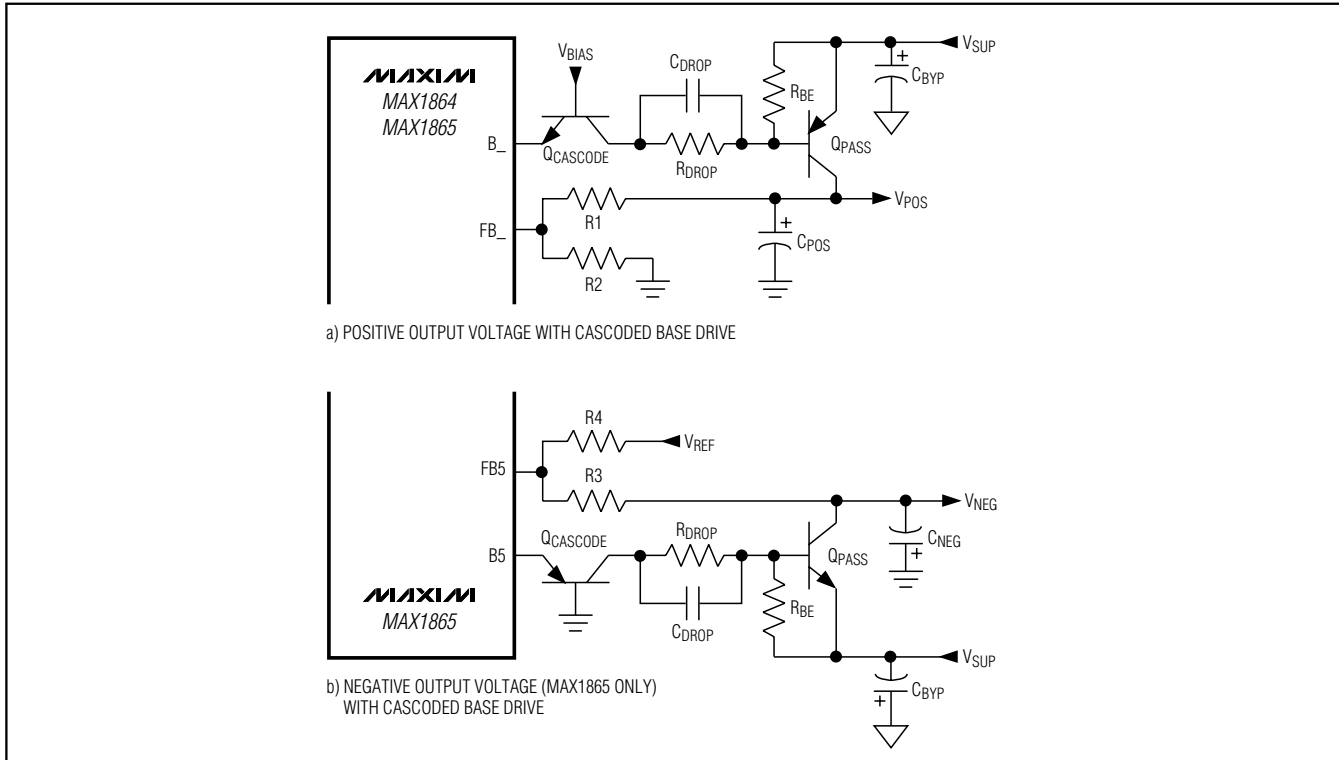 MAXIM
MAX1864
MAX1865
VBIAS
CDROP
RBE
VSUP
CBYP
B_
QCASCODE
RDROP
QPASS
FB_
R1
VPOS
CPOS
R2
a) POSITIVE OUTPUT VOLTAGE WITH CASCODED BASE DRIVE
R4
VREF
FB5
R3
VNEG
QCASCODE
RDROP
CNEG
B5
QPASS
MAXIM
MAX1865
CDROP
RBE
VSUP
CBYP
b) NEGATIVE OUTPUT VOLTAGE (MAX1865 ONLY)
WITH CASCODED BASE DRIVE
+
+
+
+